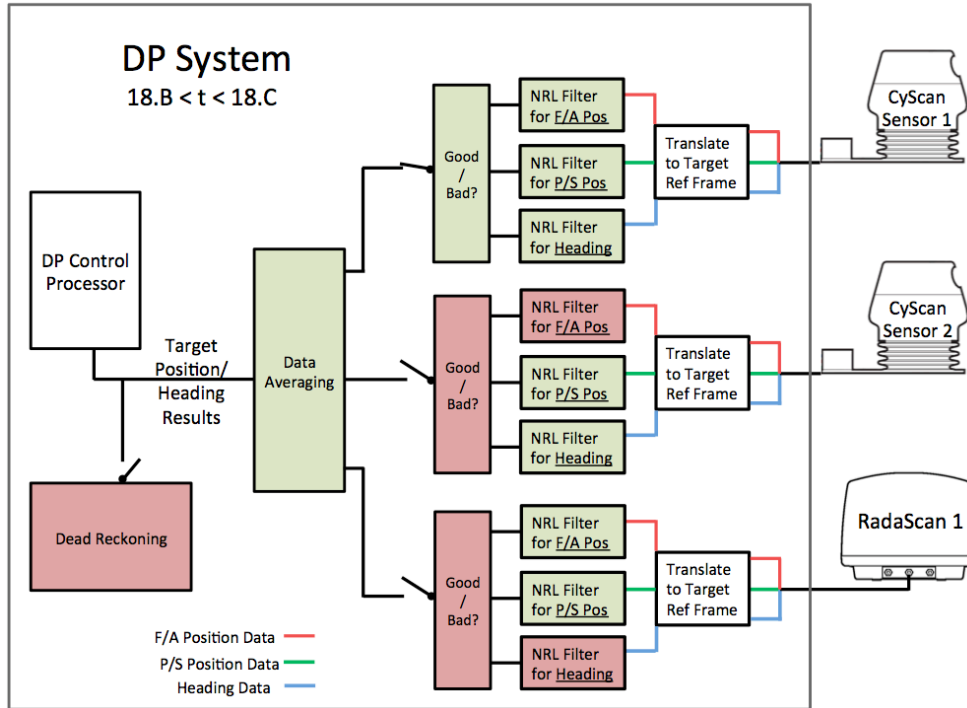 DP System
18.B < t < 18.C
DP Control
Processor
Target
Position/
Heading
Results
Dead Reckoning
Data
Averaging
Good
/
Bad?
NRL Filter
for F/A Pos
NRL Filter
for P/S Pos
NRL Filter
for Heading
Translate
to Target
Ref Frame
CyScan
Sensor 1
Good
/
Bad?
NRL Filter
for F/A Pos
NRL Filter
for P/S Pos
NRL Filter
for Heading
Translate
to Target
Ref Frame
CyScan
Sensor 2
Good
/
Bad?
NRL Filter
for F/A Pos
NRL Filter
for P/S Pos
NRL Filter
for Heading
Translate
to Target
Ref Frame
RadaScan 1
F/A Position Data
P/S Position Data
Heading Data